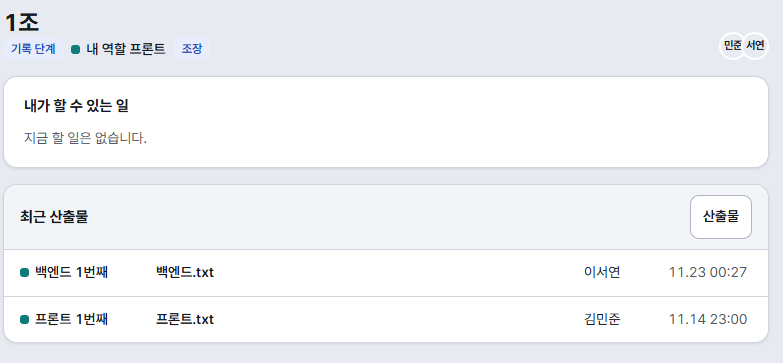 1조
기록 단계 내 역할 프론트 조장 민준 서연
내가 할 수 있는 일
지금 할 일은 없습니다.
최근 산출물 산출물
백엔드 1번째 백엔드.txt 이서연 11.23 00:27
프론트 1번째 프론트.txt 김민준 11.14 23:00